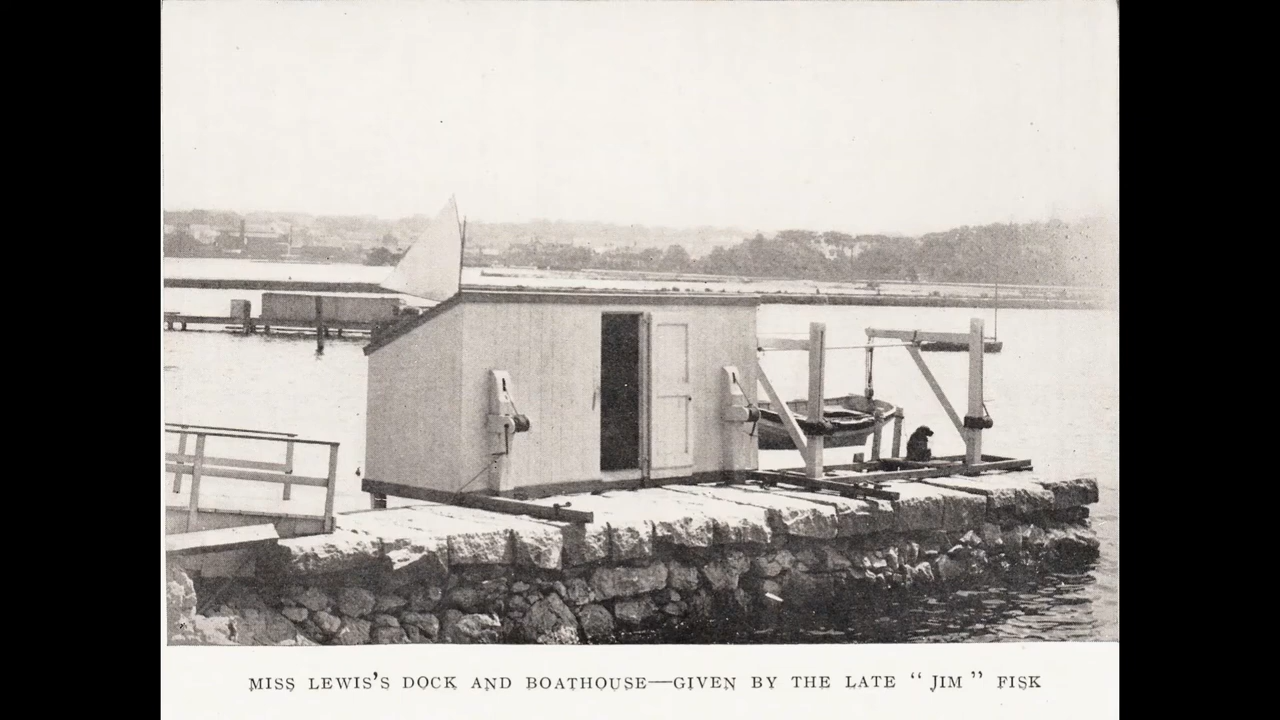 MISS LEWIS'S DOCK AND BOATHOUSE—GIVEN BY THE LATE "JIM" FISK